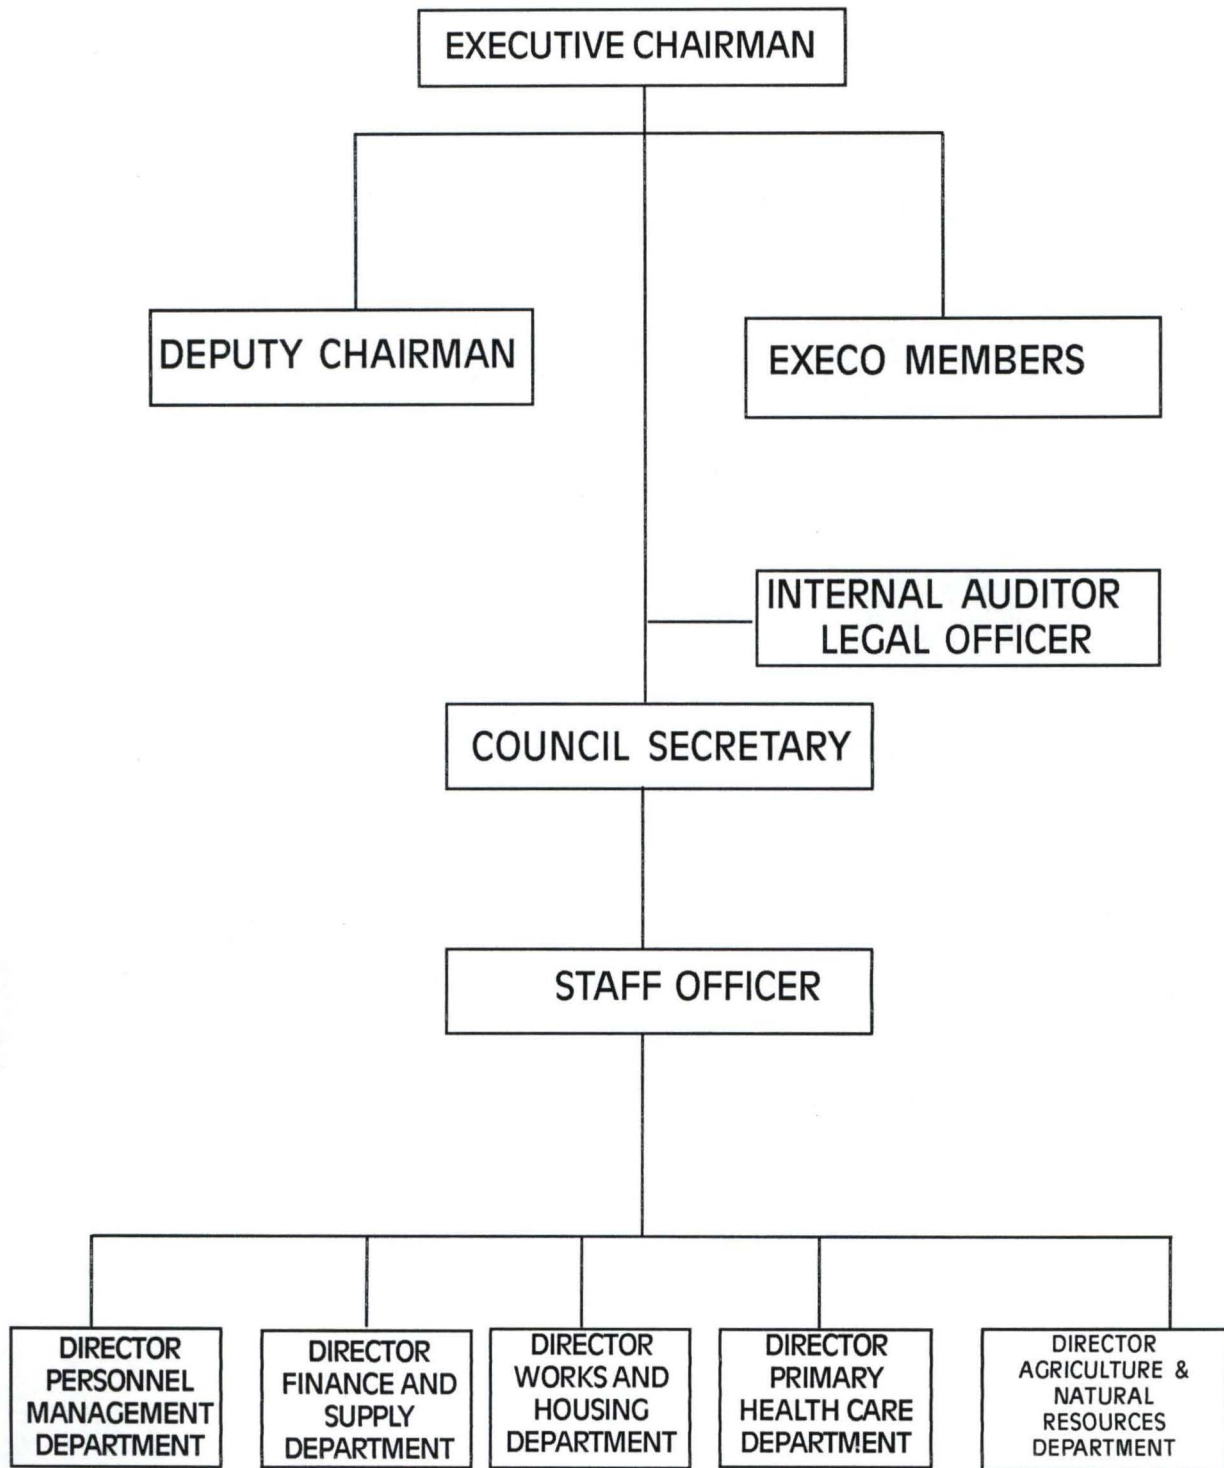 EXECUTIVE CHAIRMAN
DEPUTY CHAIRMAN
EXECO MEMBERS
INTERNAL AUDITOR
LEGAL OFFICER
COUNCIL SECRETARY
STAFF OFFICER
DIRECTOR
PERSONNEL
MANAGEMENT
DEPARTMENT
DIRECTOR
FINANCE AND
SUPPLY
DEPARTMENT
DIRECTOR
WORKS AND
HOUSING
DEPARTMENT
DIRECTOR
PRIMARY
HEALTH CARE
DEPARTMENT
DIRECTOR
AGRICULTURE &
NATURAL
RESOURCES
DEPARTMENT